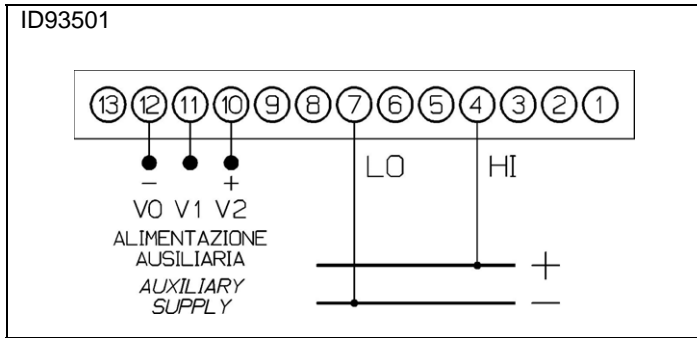 ID93501
13 12 11 10 9 8 7 6 5 4 3 2 1
LO HI
- +
V0 V1 V2
ALIMENTAZIONE
AUSILIARIA
AUXILIARY
SUPPLY
+
-